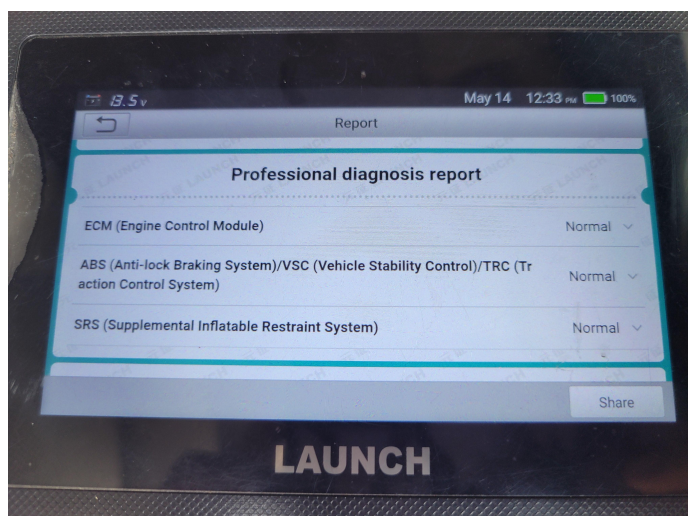 13.5 v May 14 12:33 PM 100%
Report
Professional diagnosis report
ECM (Engine Control Module) Normal
ABS (Anti-lock Braking System)/VSC (Vehicle Stability Control)/TRC (Tr
action Control System) Normal
SRS (Supplemental Inflatable Restraint System) Normal
Share
LAUNCH